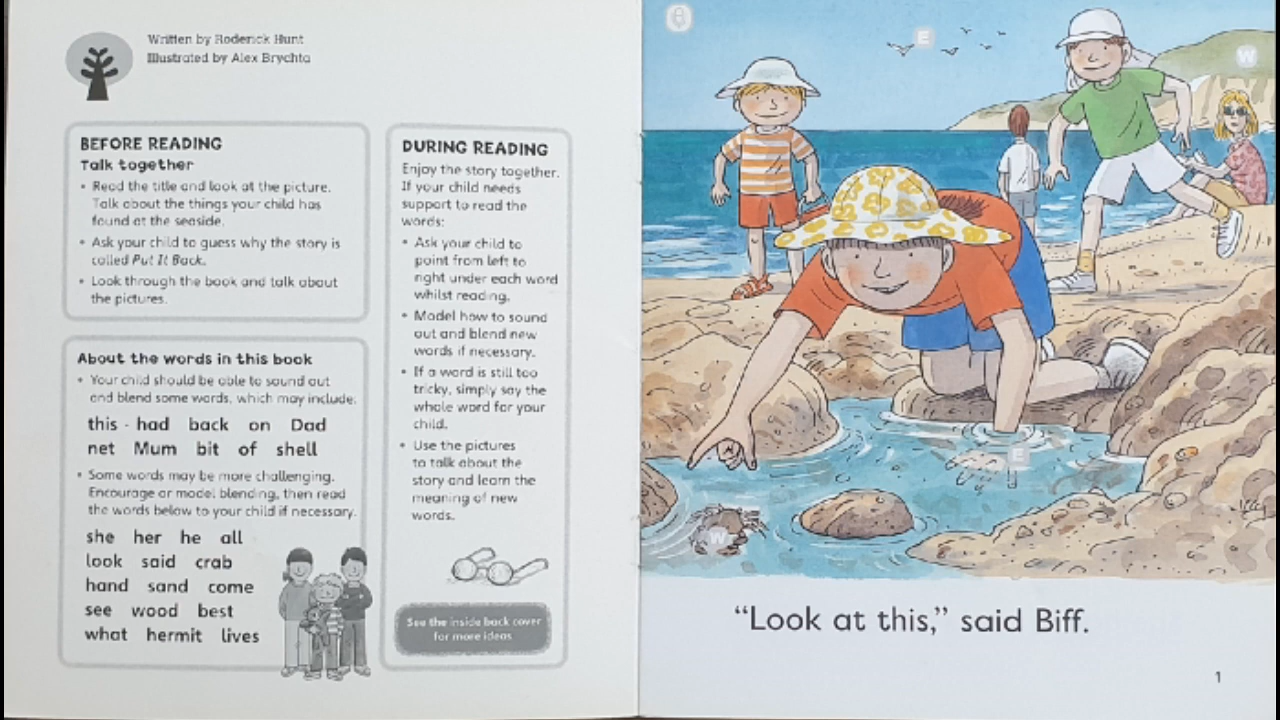 Written by Roderick Hunt
Illustrated by Alex Brychta
BEFORE READING
Talk together
• Read the title and look at the picture.
Talk about the things your child has
found at the seaside.
• Ask your child to guess why the story is
called Put It Back.
• Look through the book and talk about
the pictures.
About the words in this book
• Your child should be able to sound out
and blend some words, which may include:
this had back on Dad
net Mum bit of shell
• Some words may be more challenging.
Encourage or model blending, then read
the words below to your child if necessary.
she her he all
look said crab
hand sand come
see wood best
what hermit lives
DURING READING
Enjoy the story together.
If your child needs
support to read the
words:
• Ask your child to
point from left to
right under each word
whilst reading.
• Model how to sound
out and blend new
words if necessary.
• If a word is still too
tricky, simply say the
whole word for your
child.
• Use the pictures
to talk about the
story and learn the
meaning of new
words.
See the inside back cover
for more ideas
E
W
E
W
“Look at this,” said Biff.
1